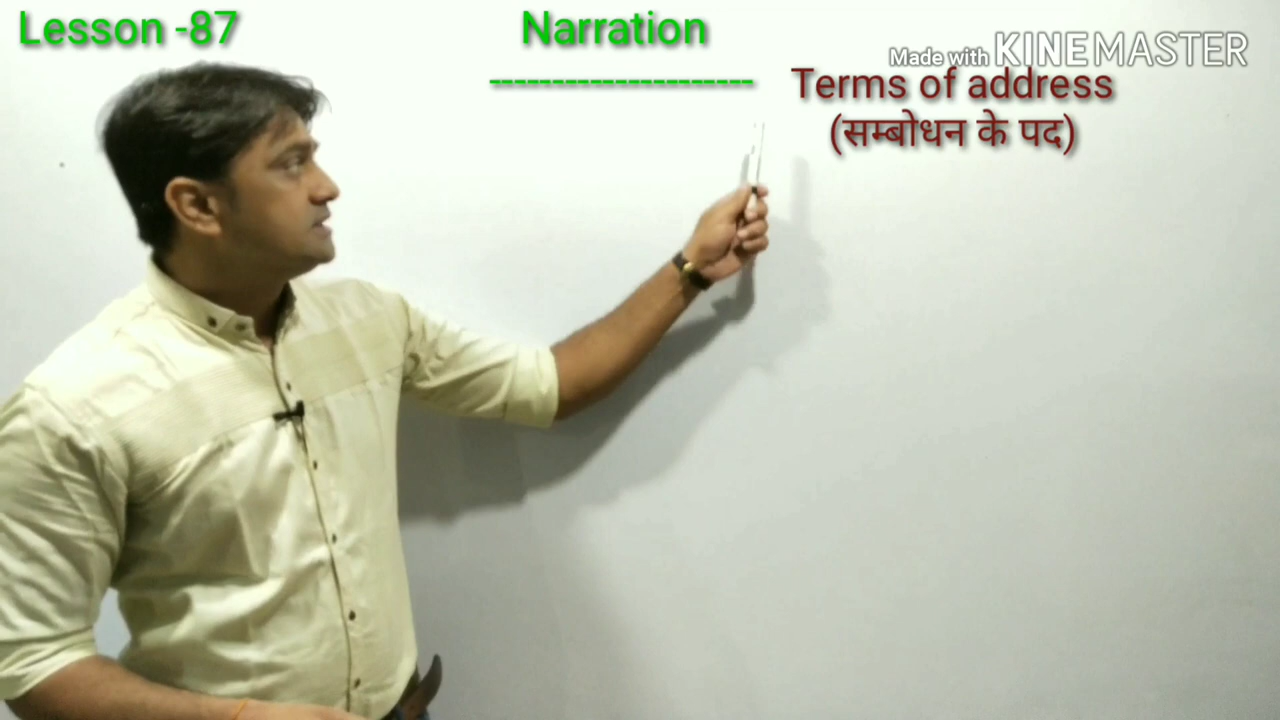 Lesson -87
Narration
---------------------
Made with KINEMASTER
Terms of address
(सम्बोधन के पद)